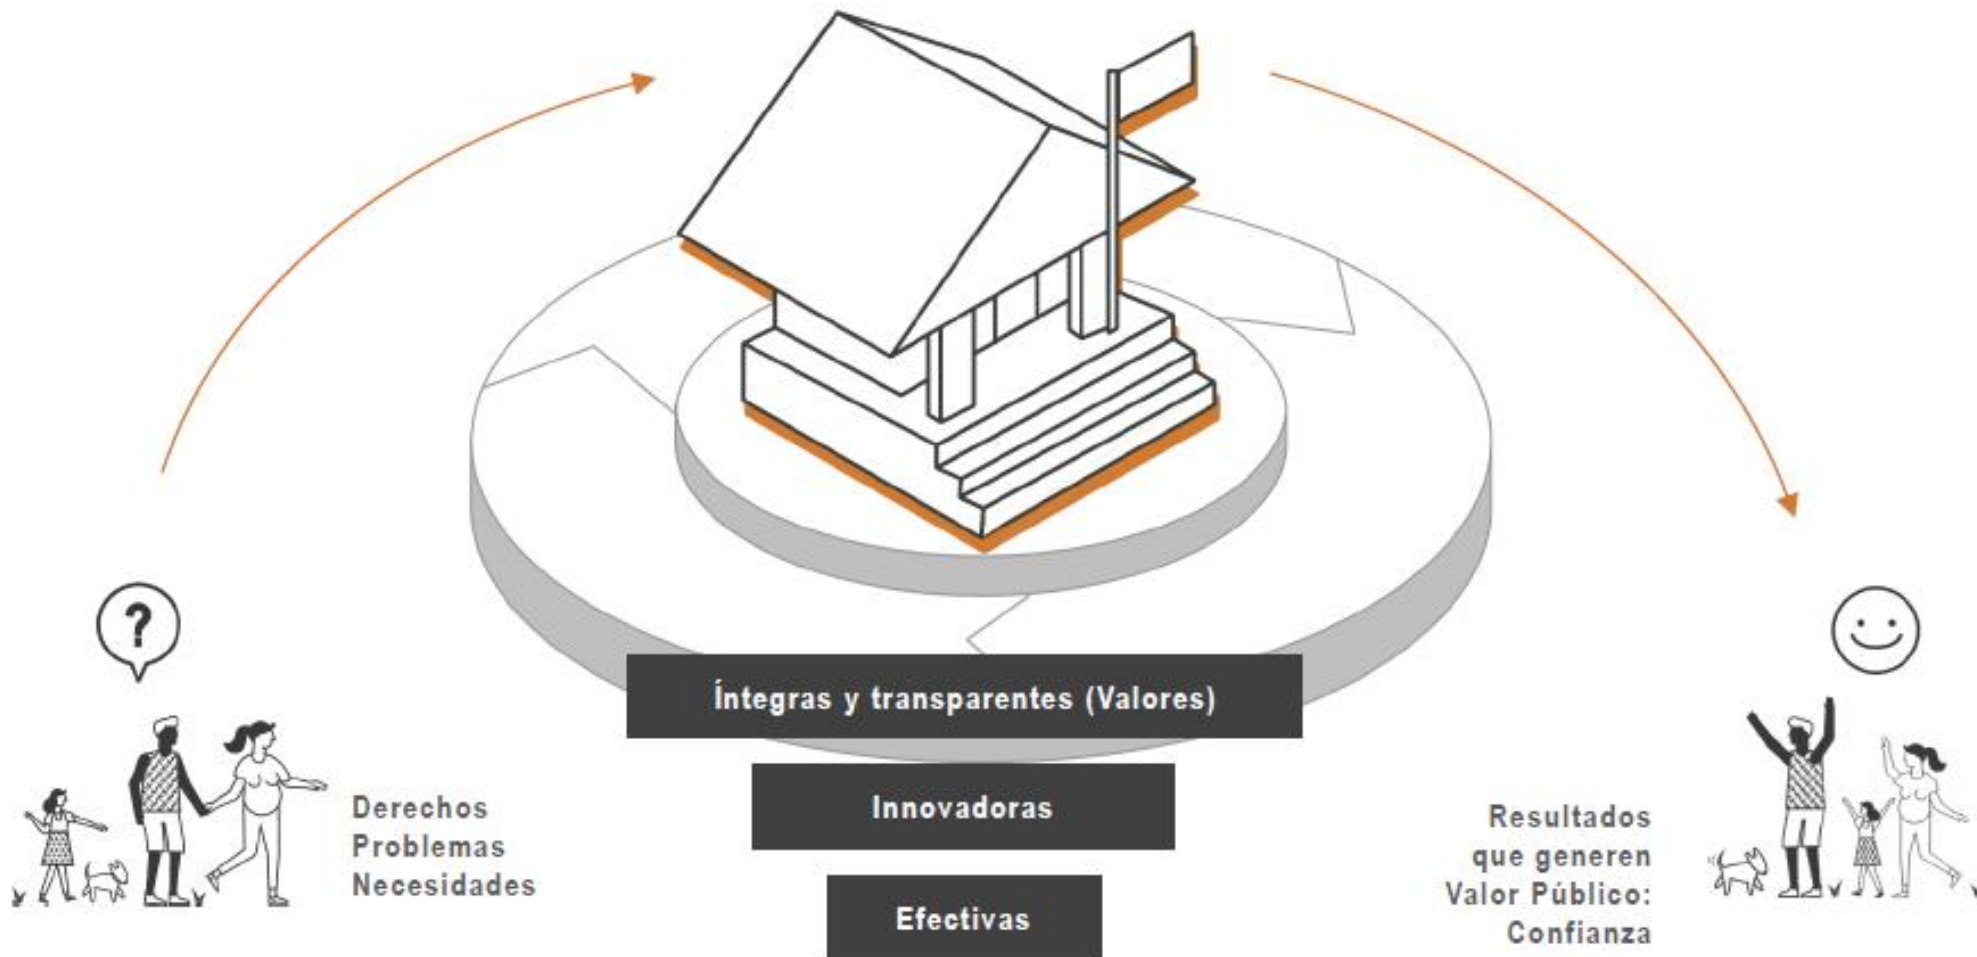 ?
Íntegras y transparentes (Valores)
Innovadoras
Efectivas
Derechos
Problemas
Necesidades
Resultados
que generen
Valor Público:
Confianza